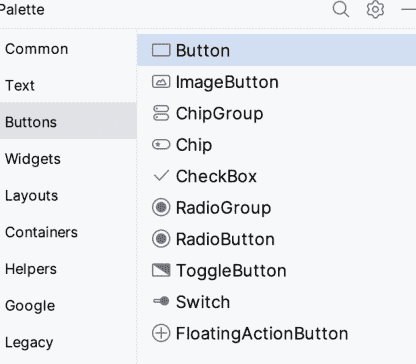 Palette
Common
Text
Buttons
Widgets
Layouts
Containers
Helpers
Google
Legacy
Button
ImageButton
ChipGroup
Chip
CheckBox
RadioGroup
RadioButton
ToggleButton
Switch
FloatingActionButton